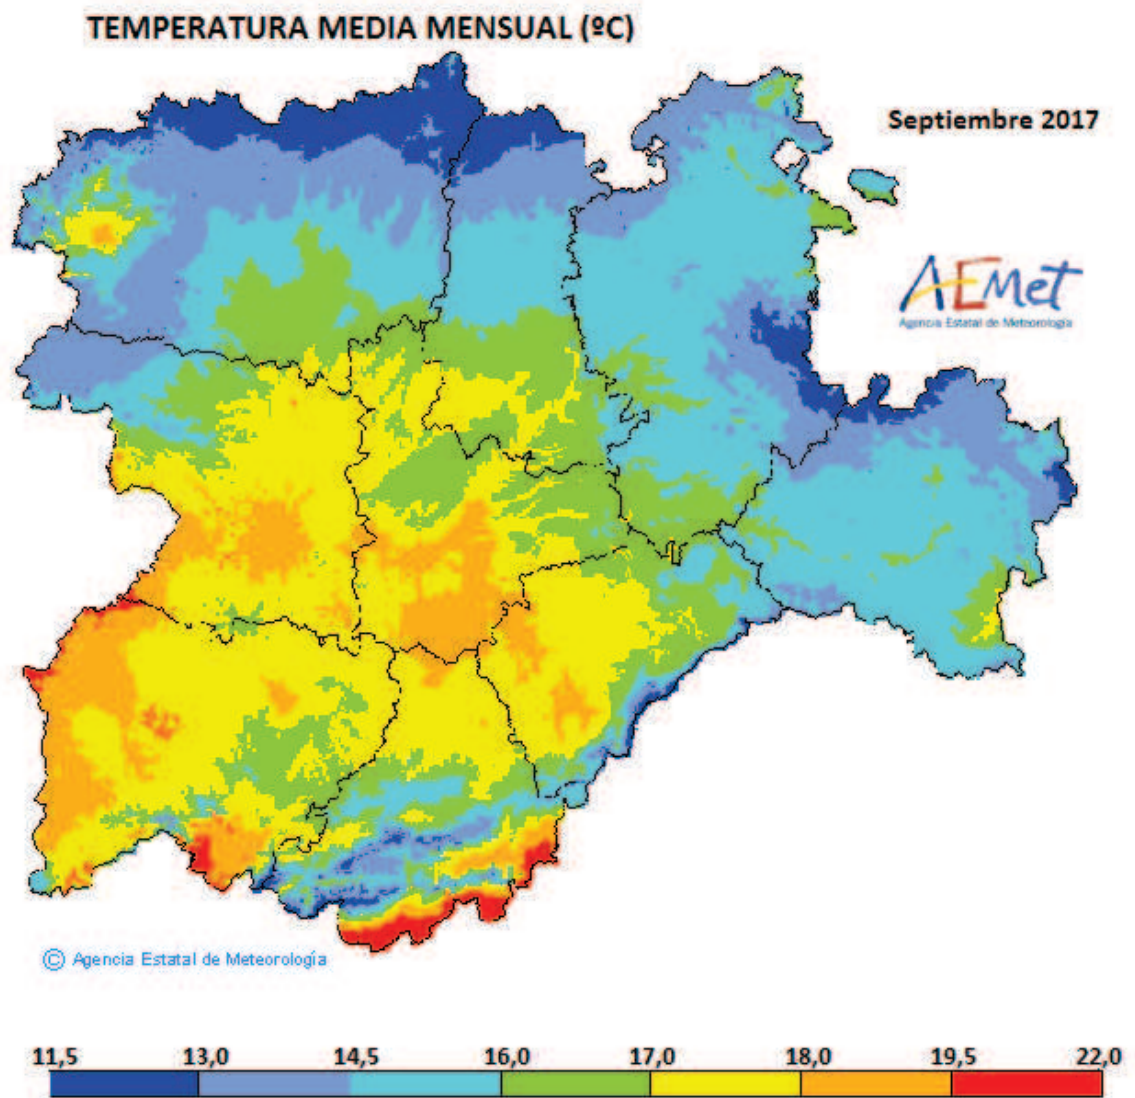 TEMPERATURA MEDIA MENSUAL (ºC)
Septiembre 2017
AEMet
Agencia Estatal de Meteorología
© Agencia Estatal de Meteorología
11,5 13,0 14,5 16,0 17,0 18,0 19,5 22,0